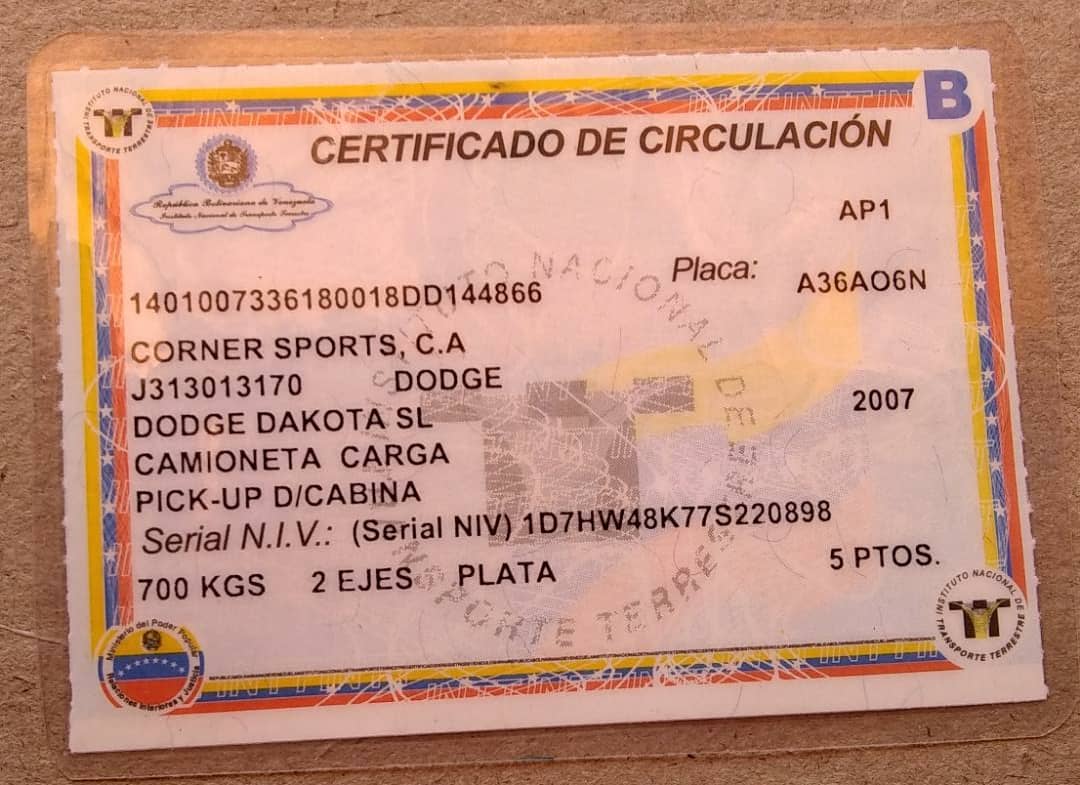 INSTITUTO NACIONAL DE TRANSPORTE TERRESTRE
B
CERTIFICADO DE CIRCULACIÓN
República Bolivariana de Venezuela
Instituto Nacional de Transporte Terrestre
AP1
Placa: A36AO6N
1401007336180018DD144866
CORNER SPORTS, C.A
J313013170 DODGE
DODGE DAKOTA SL 2007
CAMIONETA CARGA
PICK-UP D/CABINA
Serial N.I.V.: (Serial NIV) 1D7HW48K77S220898
700 KGS 2 EJES PLATA 5 PTOS.
INSTITUTO NACIONAL DE TRANSPORTE TERRESTRE
Ministerio del Poder Popular
Relaciones Interiores y Justicia
INSTITUTO NACIONAL DE TRANSPORTE TERRESTRE